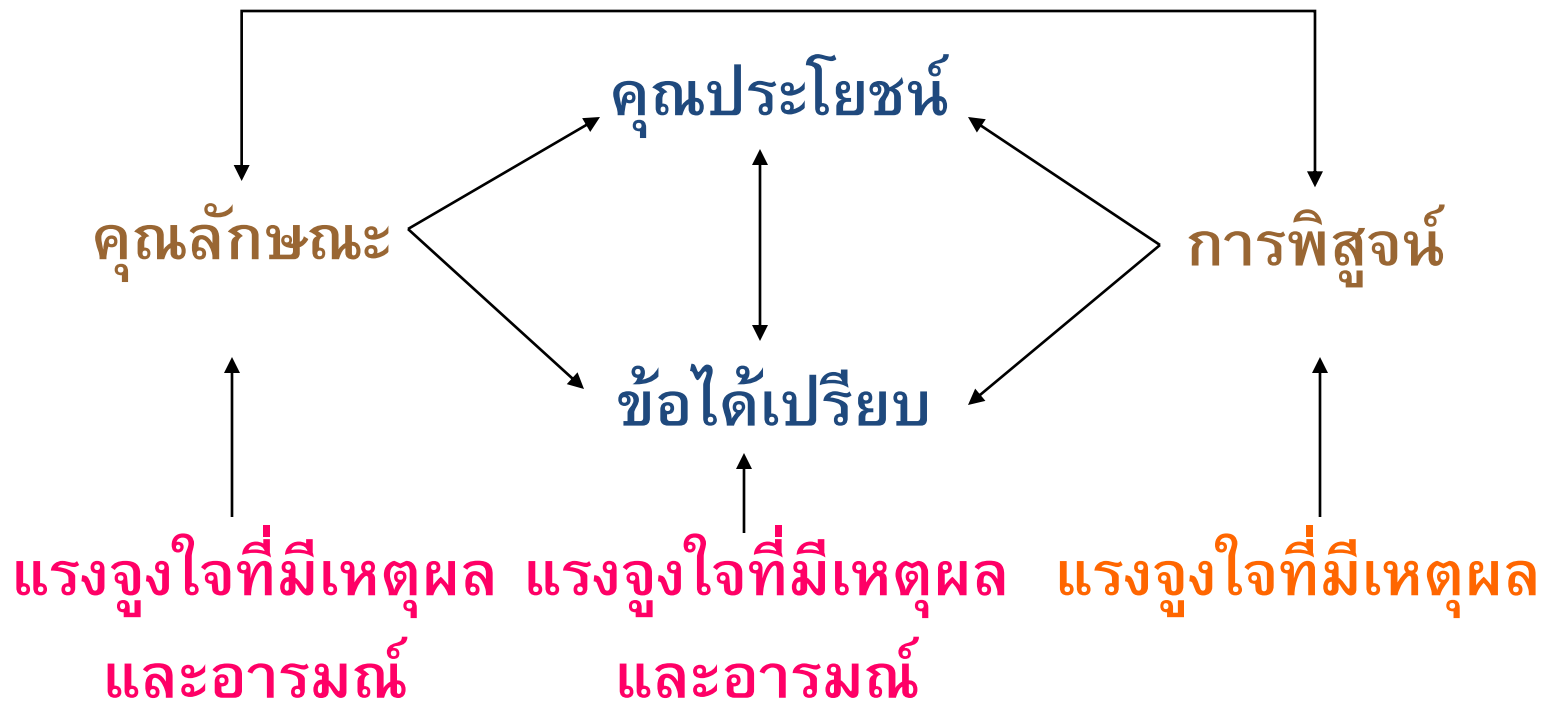 คุณประโยชน์
คุณลักษณะ
การพิสูจน์
ข้อได้เปรียบ
แรงจูงใจที่มีเหตุผล
และอารมณ์
แรงจูงใจที่มีเหตุผล
และอารมณ์
แรงจูงใจที่มีเหตุผล